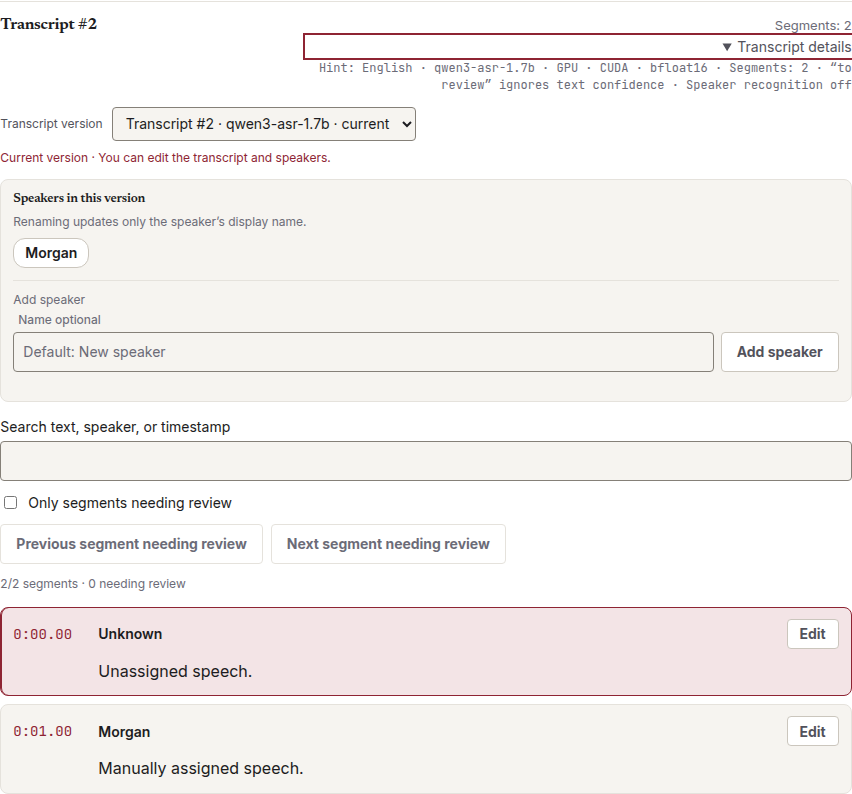 Transcript #2
Segments: 2
▼ Transcript details
Hint: English · qwen3-asr-1.7b · GPU · CUDA · bfloat16 · Segments: 2 · “to
review” ignores text confidence · Speaker recognition off
Transcript version
Transcript #2 · qwen3-asr-1.7b · current
Current version · You can edit the transcript and speakers.
Speakers in this version
Renaming updates only the speaker’s display name.
Morgan
Add speaker
Name optional
Default: New speaker
Add speaker
Search text, speaker, or timestamp
Only segments needing review
Previous segment needing review
Next segment needing review
2/2 segments · 0 needing review
0:00.00 Unknown Edit
Unassigned speech.
0:01.00 Morgan Edit
Manually assigned speech.